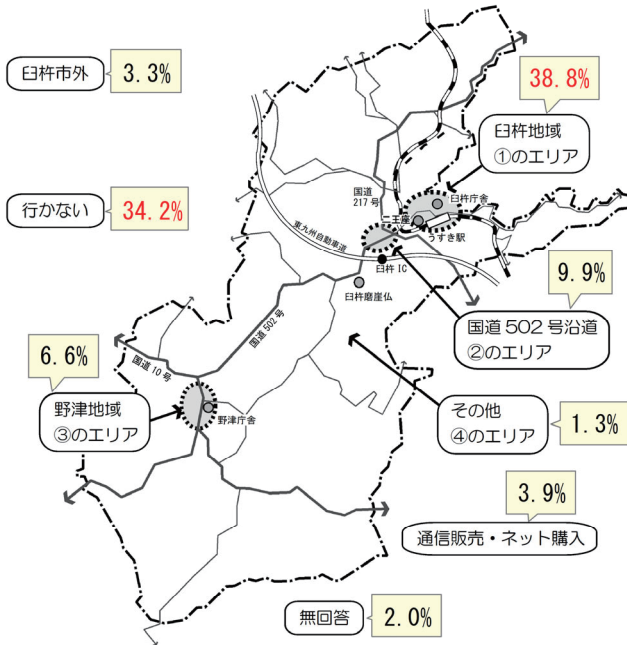 臼杵市外
3.3%
38.8%
臼杵地域
①のエリア
行かない
34.2%
国道
217号
臼杵庁舎
二王座
うすき駅
東九州自動車道
臼杵IC
臼杵磨崖仏
9.9%
国道502号沿道
②のエリア
国道502号
国道10号
6.6%
野津地域
③のエリア
野津庁舎
その他
④のエリア
1.3%
3.9%
通信販売・ネット購入
無回答
2.0%